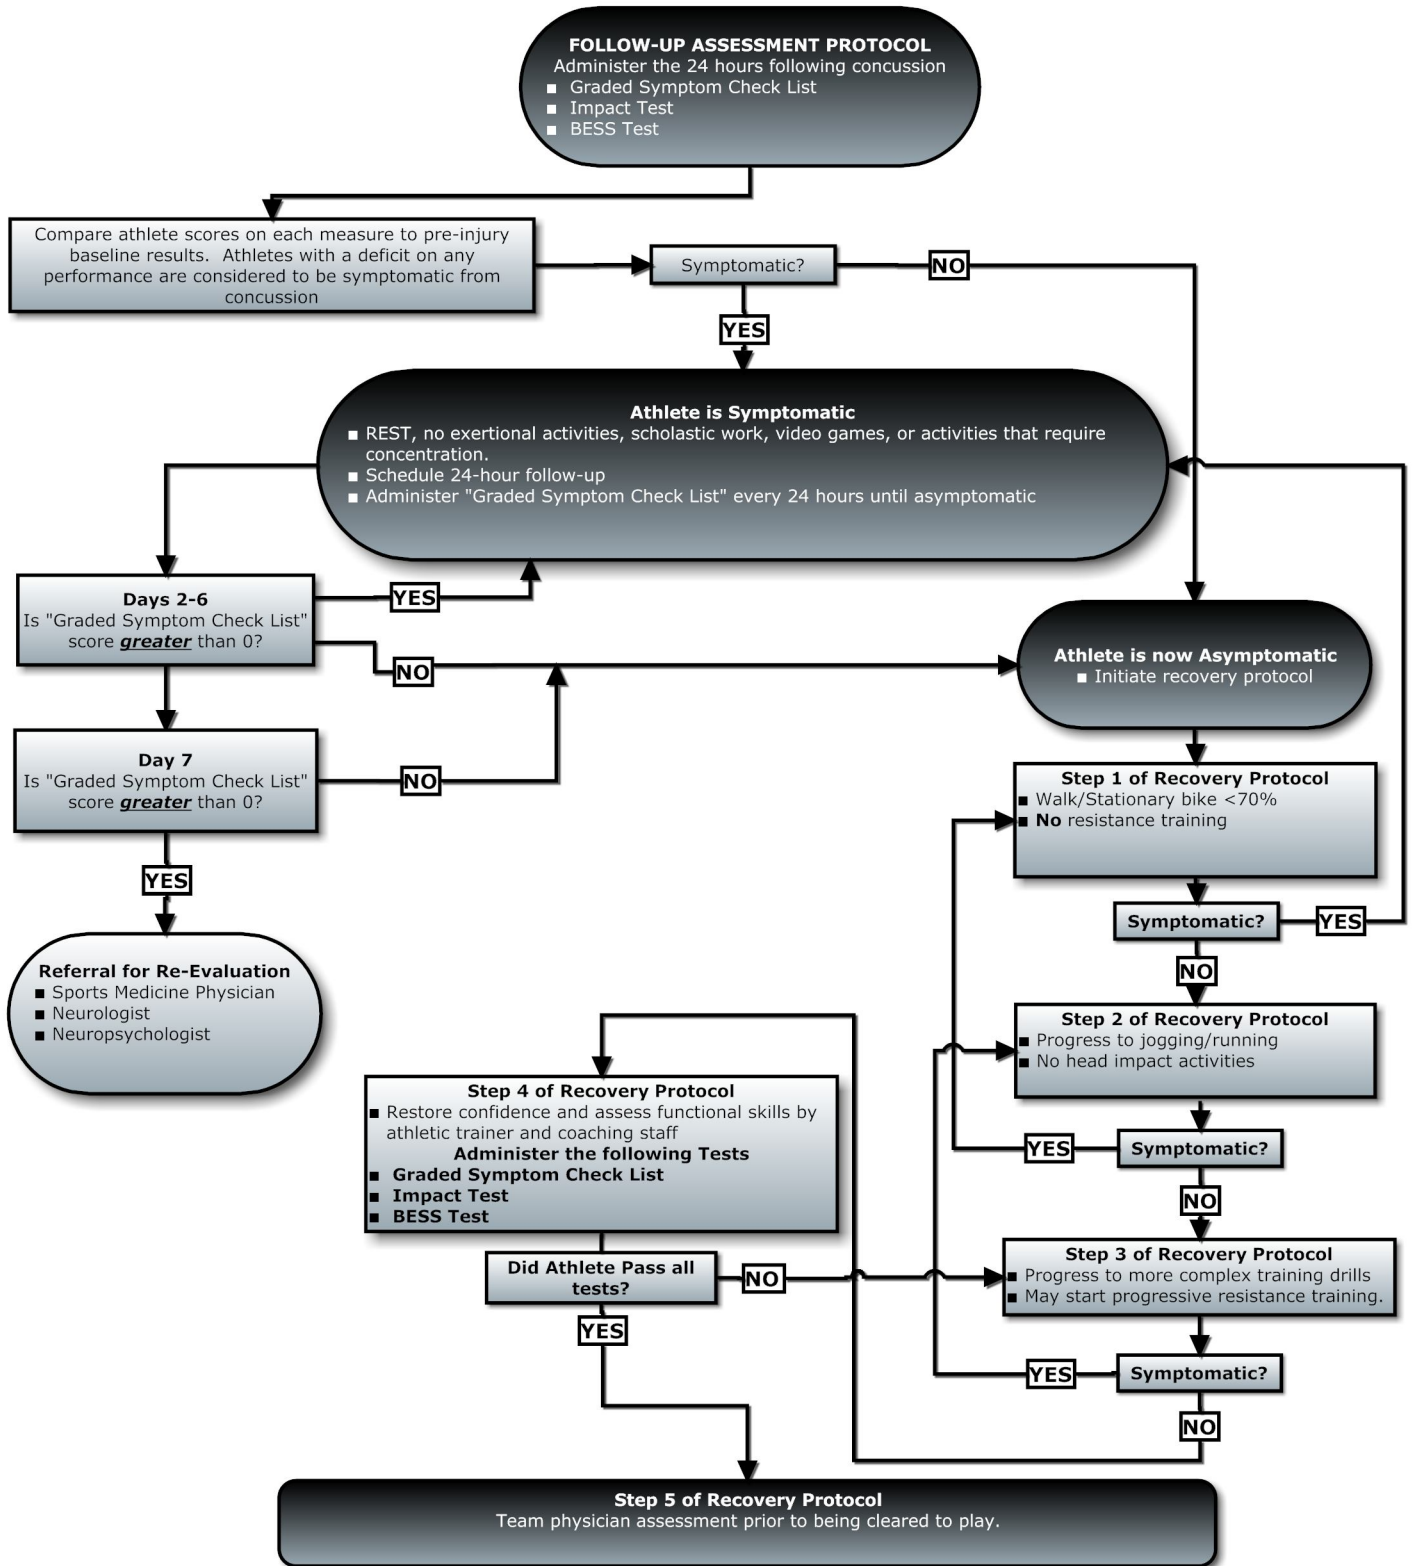 FOLLOW-UP ASSESSMENT PROTOCOL
Administer the 24 hours following concussion
■ Graded Symptom Check List
■ Impact Test
■ BESS Test
Compare athlete scores on each measure to pre-injury
baseline results. Athletes with a deficit on any
performance are considered to be symptomatic from
concussion
Symptomatic?
NO
YES
Athlete is Symptomatic
■ REST, no exertional activities, scholastic work, video games, or activities that require
concentration.
■ Schedule 24-hour follow-up
■ Administer "Graded Symptom Check List" every 24 hours until asymptomatic
Days 2-6
Is "Graded Symptom Check List"
score greater than 0?
YES
NO
Athlete is now Asymptomatic
■ Initiate recovery protocol
Day 7
Is "Graded Symptom Check List"
score greater than 0?
NO
YES
Referral for Re-Evaluation
■ Sports Medicine Physician
■ Neurologist
■ Neuropsychologist
Step 1 of Recovery Protocol
■ Walk/Stationary bike <70%
■ No resistance training
Symptomatic?
YES
NO
Step 2 of Recovery Protocol
■ Progress to jogging/running
■ No head impact activities
Symptomatic?
YES
NO
Step 3 of Recovery Protocol
■ Progress to more complex training drills
■ May start progressive resistance training.
Symptomatic?
YES
NO
Step 4 of Recovery Protocol
■ Restore confidence and assess functional skills by
athletic trainer and coaching staff
Administer the following Tests
■ Graded Symptom Check List
■ Impact Test
■ BESS Test
Did Athlete Pass all
tests?
NO
YES
Step 5 of Recovery Protocol
Team physician assessment prior to being cleared to play.